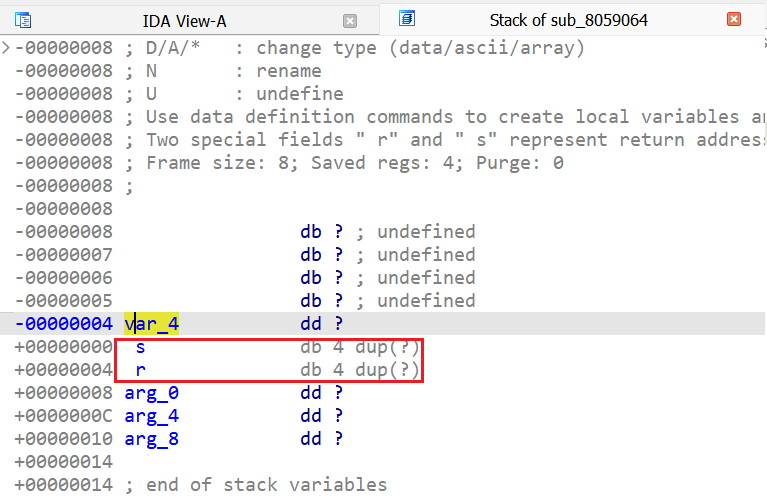 IDA View-A Stack of sub_8059064
-00000008 ; D/A/* : change type (data/ascii/array)
-00000008 ; N : rename
-00000008 ; U : undefine
-00000008 ; Use data definition commands to create local variables an
-00000008 ; Two special fields " r" and " s" represent return addres
-00000008 ; Frame size: 8; Saved regs: 4; Purge: 0
-00000008 ;
-00000008
-00000008 db ? ; undefined
-00000007 db ? ; undefined
-00000006 db ? ; undefined
-00000005 db ? ; undefined
-00000004 var_4 dd ?
+00000000 s db 4 dup(?)
+00000004 r db 4 dup(?)
+00000008 arg_0 dd ?
+0000000C arg_4 dd ?
+00000010 arg_8 dd ?
+00000014
+00000014 ; end of stack variables